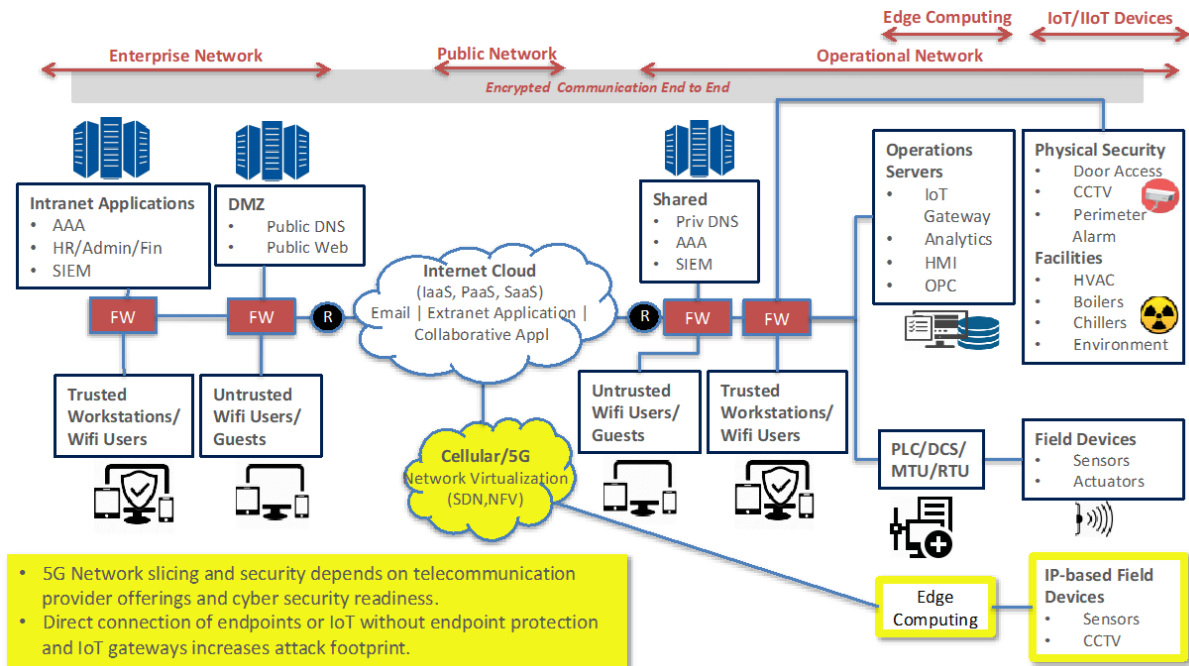 Edge Computing
IoT/IIoT Devices
Enterprise Network
Public Network
Operational Network
Encrypted Communication End to End
Intranet Applications
• AAA
• HR/Admin/Fin
• SIEM
DMZ
• Public DNS
• Public Web
Shared
• Priv DNS
• AAA
• SIEM
Operations
Servers
• IoT
Gateway
• Analytics
• HMI
• OPC
Physical Security
• Door Access
• CCTV
• Perimeter
Alarm
Facilities
• HVAC
• Boilers
• Chillers
• Environment
Internet Cloud
(IaaS, PaaS, SaaS)
Email | Extranet Application |
Collaborative Appl
FW
FW
R
R
FW
FW
Trusted
Workstations/
Wifi Users
Untrusted
Wifi Users/
Guests
Untrusted
Wifi Users/
Guests
Trusted
Workstations/
Wifi Users
Cellular/5G
Network Virtualization
(SDN,NFV)
PLC/DCS/
MTU/RTU
Field Devices
• Sensors
• Actuators
• 5G Network slicing and security depends on telecommunication
provider offerings and cyber security readiness.
• Direct connection of endpoints or IoT without endpoint protection
and IoT gateways increases attack footprint.
Edge
Computing
IP-based Field
Devices
• Sensors
• CCTV